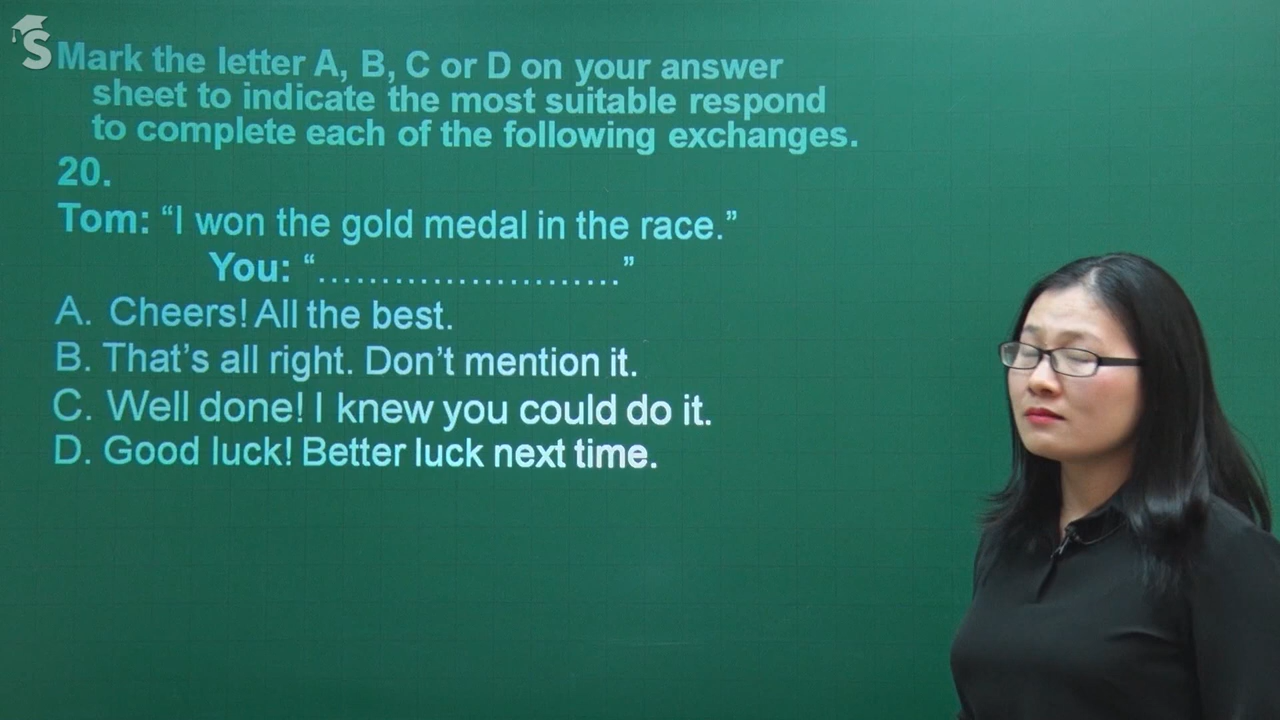 S
Mark the letter A, B, C or D on your answer
sheet to indicate the most suitable respond
to complete each of the following exchanges.
20.
Tom: “I won the gold medal in the race.”
You: “........................”
A. Cheers! All the best.
B. That’s all right. Don’t mention it.
C. Well done! I knew you could do it.
D. Good luck! Better luck next time.